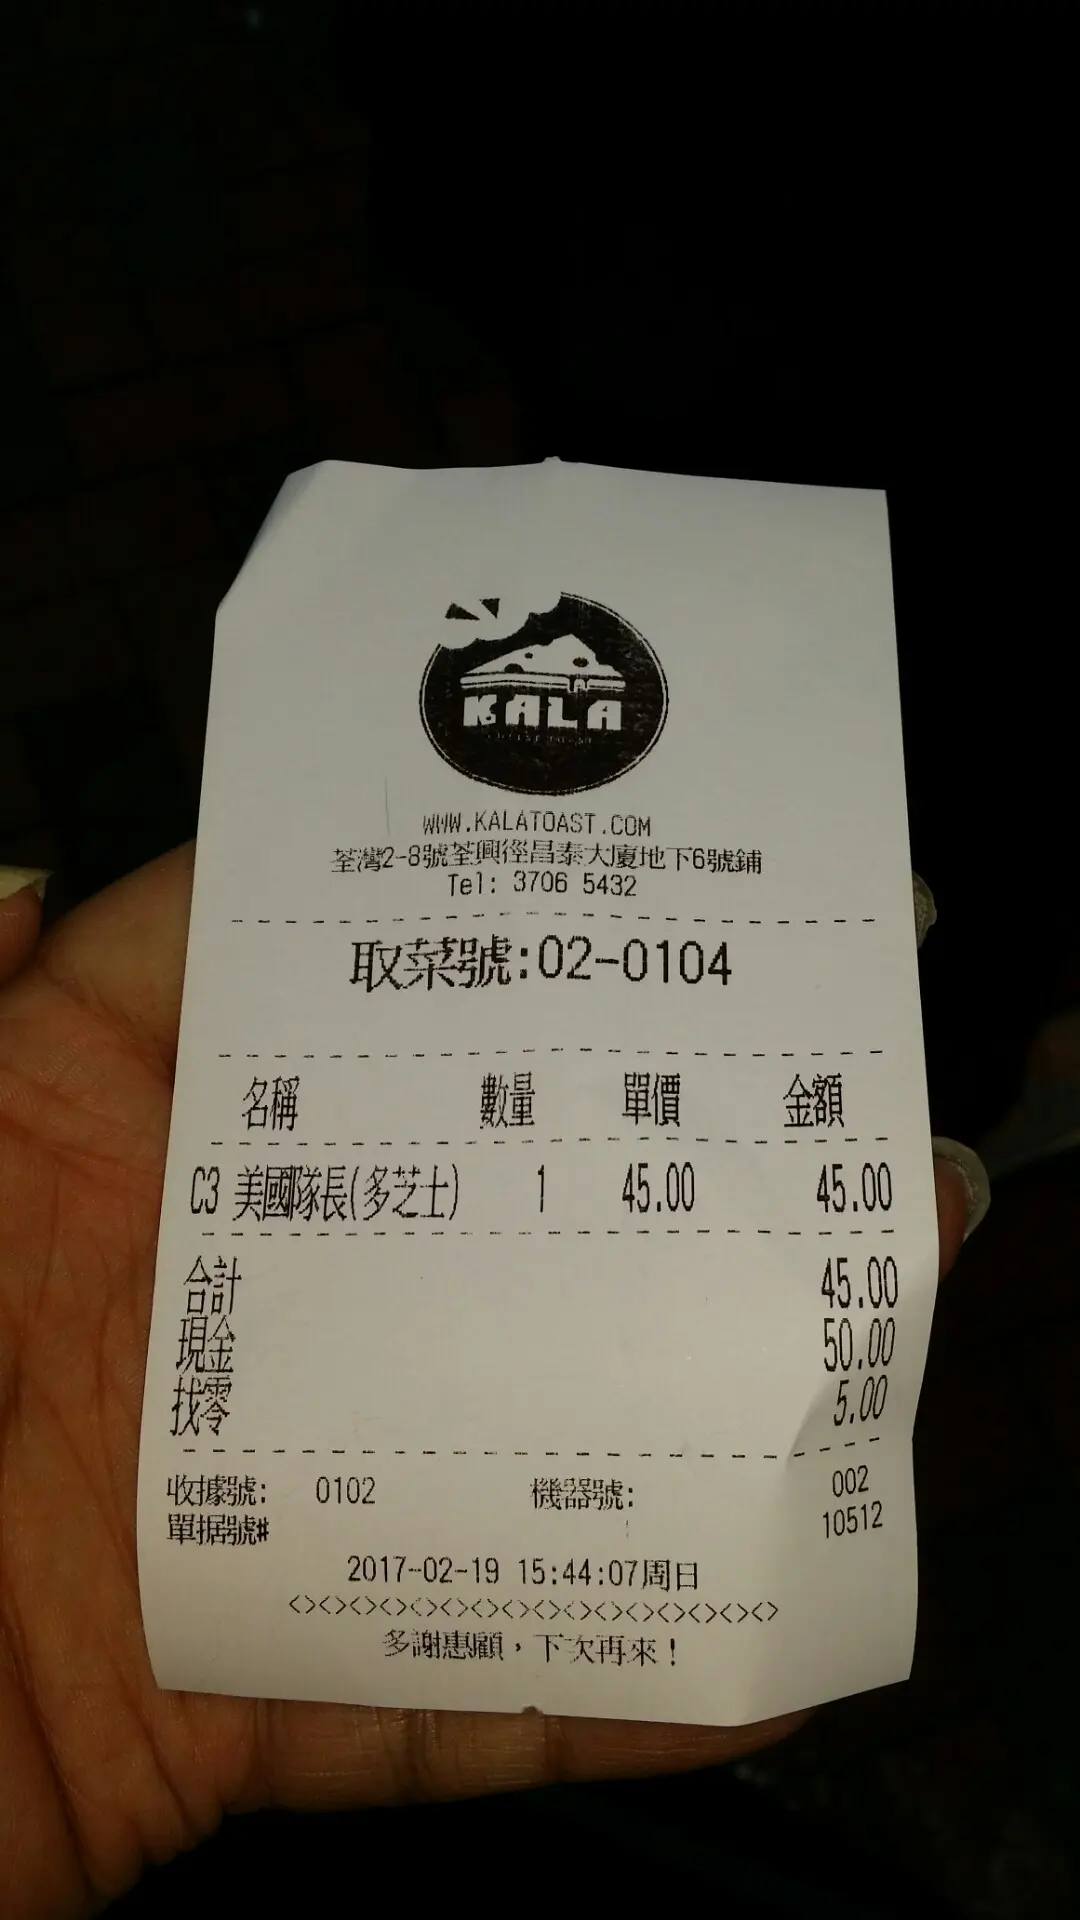 KALA
WWW.KALATOAST.COM
荃灣2-8號荃興徑昌泰大廈地下6號鋪
Tel: 3706 5432
取菜號:02-0104
名稱 數量 單價 金額
C3 美國隊長(多芝士) 1 45.00 45.00
合計 45.00
現金 50.00
找零 5.00
收據號: 0102 機器號: 002
單据號# 10512
2017-02-19 15:44:07周日
<><><><><><><><><><><><><><><><>
多謝惠顧，下次再來！